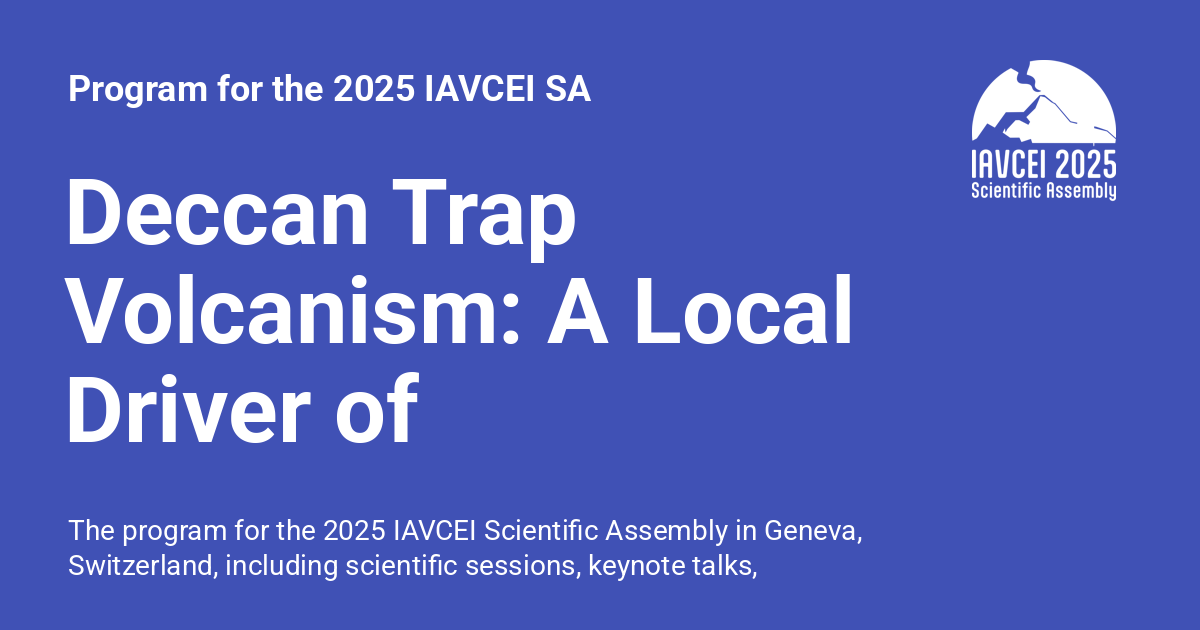 Program for the 2025 IAVCEI SA
IAVCEI 2025
Scientific Assembly
Deccan Trap
Volcanism: A Local
Driver of
The program for the 2025 IAVCEI Scientific Assembly in Geneva,
Switzerland, including scientific sessions, keynote talks,